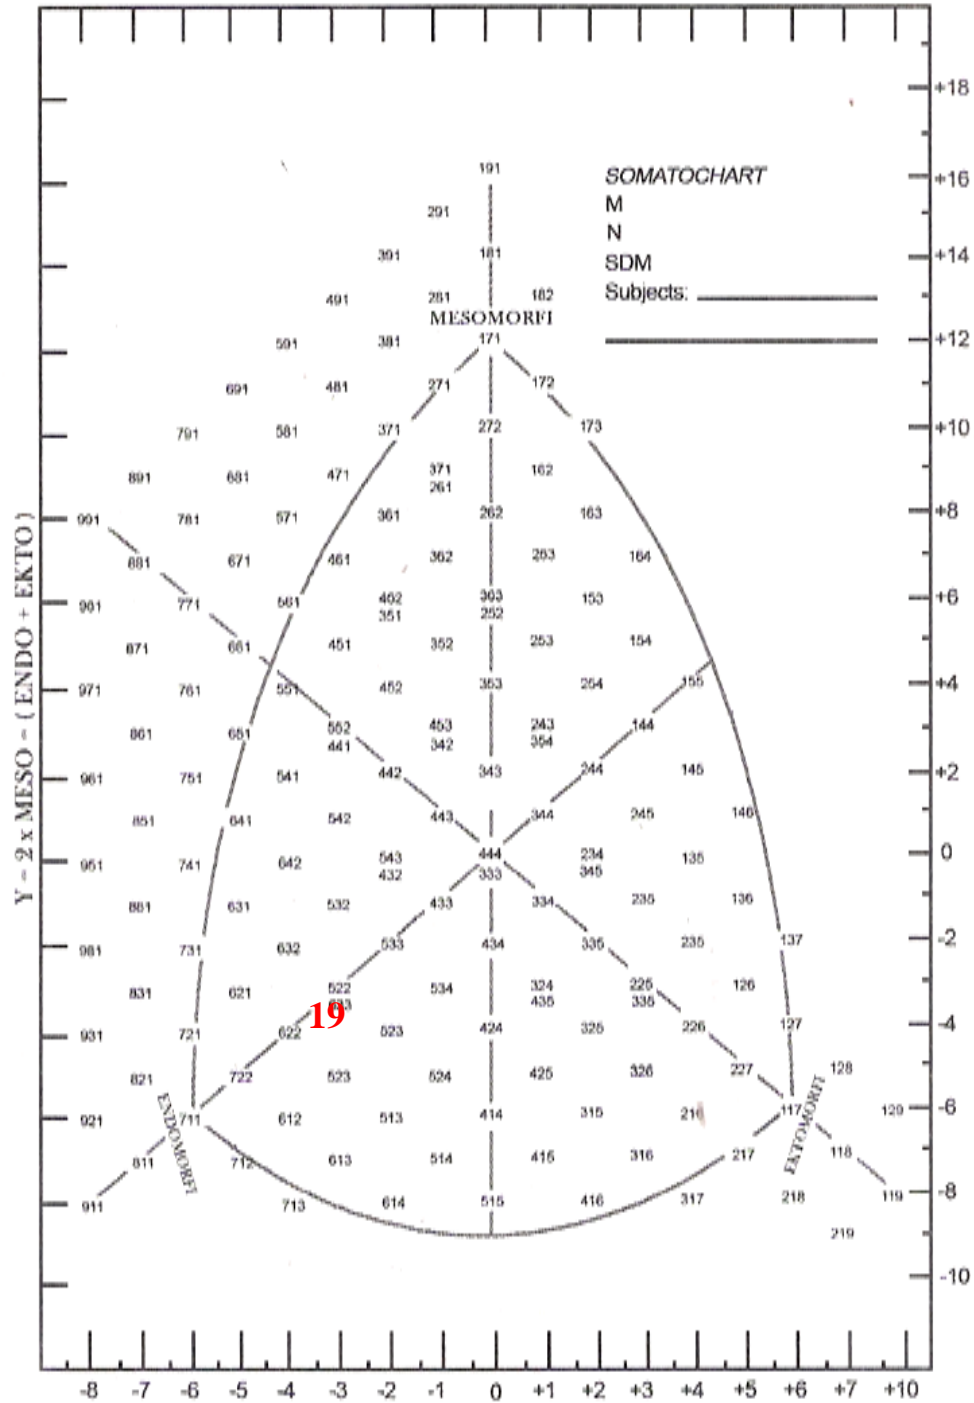 +18
191
SOMATOCHART
+16
M
291
N
391 181 +14
SDM
491 281 182 Subjects:
MESOMORFI
591 381 171 +12
691 481 271 172
791 581 371 272 173 +10
891 681 471 371 162
261
991 781 571 361 262 163 +8
881 671 461 362 263 164
981 771 561 462 363 153 +6
351 252
871 661 451 352 253 154
971 761 551 452 353 254 155 +4
861 651 552 453 243 144
441 342 354
961 751 541 442 343 244 145 +2
851 641 542 443 344 245 146
951 741 642 543 444 234 135 0
432 333 345
881 631 532 433 334 235 136
981 731 632 533 434 335 235 137 -2
831 621 522 534 324 225 126
435 335
19
931 721 622 523 424 325 226 127 -4
821 722 523 524 425 326 227 128
921 711 612 513 414 315 216 117 129 -6
ENDOMORFI
EKTOMORFI
811 712 613 514 415 316 217 118
911 713 614 515 416 317 218 119 -8
219
-10
Y - 2 x MESO - ( ENDO + EKTO )
-8 -7 -6 -5 -4 -3 -2 -1 0 +1 +2 +3 +4 +5 +6 +7 +10